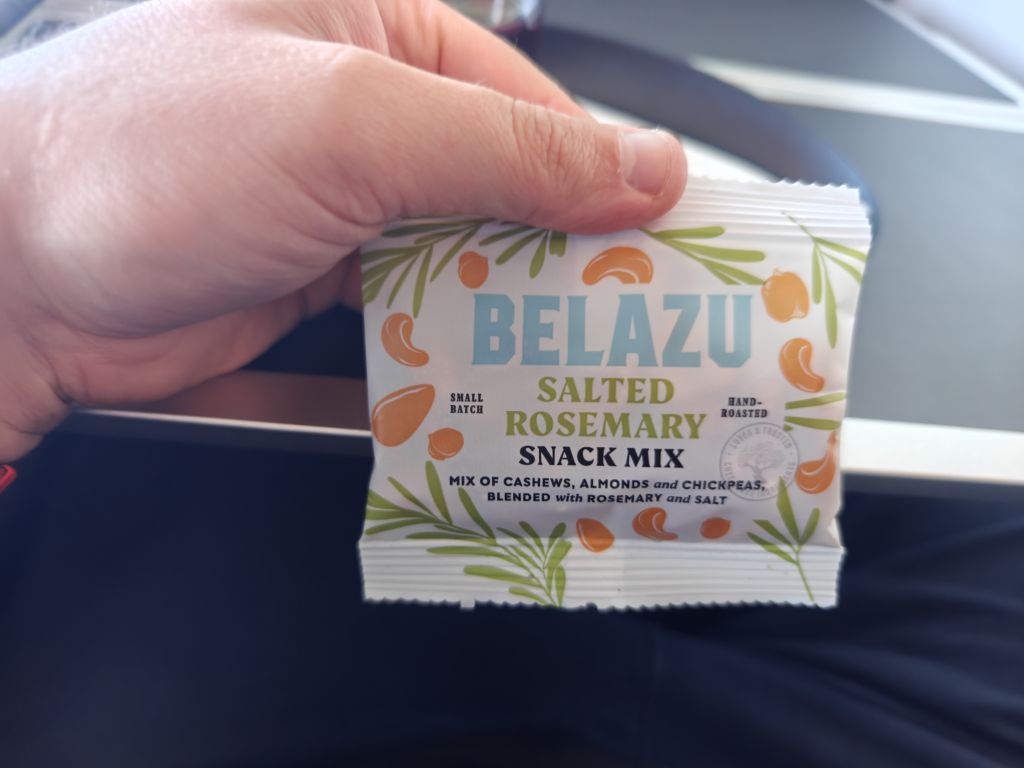 BELAZU
SALTED
ROSEMARY
SNACK MIX
SMALL
BATCH
HAND-
ROASTED
MIX OF CASHEWS, ALMONDS and CHICKPEAS,
BLENDED with ROSEMARY and SALT